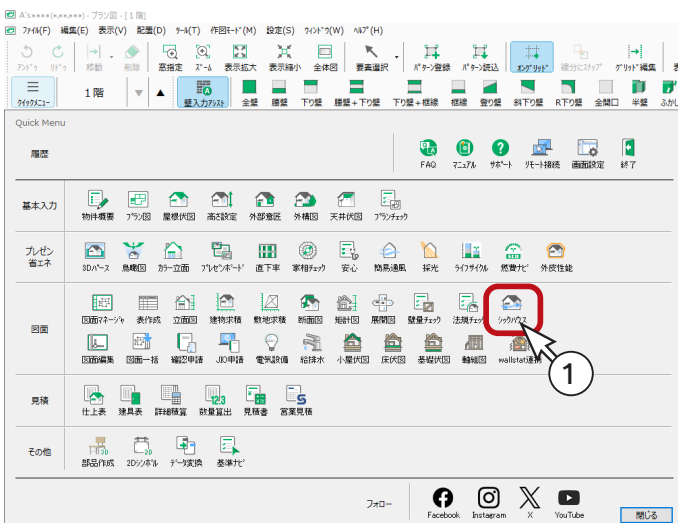 A's****(*,**,**) - プラン図 - [1 階]
ファイル(F) 編集(E) 表示(V) 配置(D) ツール(T) 作図モード(M) 設定(S) ウィンドウ(W) ヘルプ(H)
アンドゥ リドゥ 移動 削除 窓指定 ズーム 表示拡大 表示縮小 全体図 要素選択 パターン登録 パターン読込 オングリッド 線分にスナップ グリッド編集 表
クイックメニュー 1 階 ▼ ▲ 壁入力アシスト 全壁 腰壁 下り壁 腰壁+下り壁 下り壁+框線 框線 登り壁 斜下り壁 R下り壁 全開口 半壁 ふかし
Quick Menu
履歴 FAQ マニュアル サポート リモート接続 画面設定 終了
基本入力 物件概要 プラン図 屋根伏図 高さ設定 外部意匠 外構図 天井伏図 プランチェック
プレゼン
省エネ 3Dパース 鳥瞰図 カラー立面 プレゼンボード 直下率 家相チェック 安心 簡易通風 採光 ライフサイクル 燃費ナビ 外皮性能
図面 図面マネージャ 表作成 立面図 建物求積 敷地求積 断面図 矩計図 展開図 壁量チェック 法規チェック シックハウス
図面編集 図面一括 確認申請 JIO申請 電気設備 給排水 小屋伏図 床伏図 基礎伏図 軸組図 wallstat連携
1
見積 仕上表 建具表 詳細積算 数量算出 見積書 営業見積
その他 部品作成 2Dシンボル データ変換 基準ナビ
フォロー Facebook Instagram X YouTube 閉じる